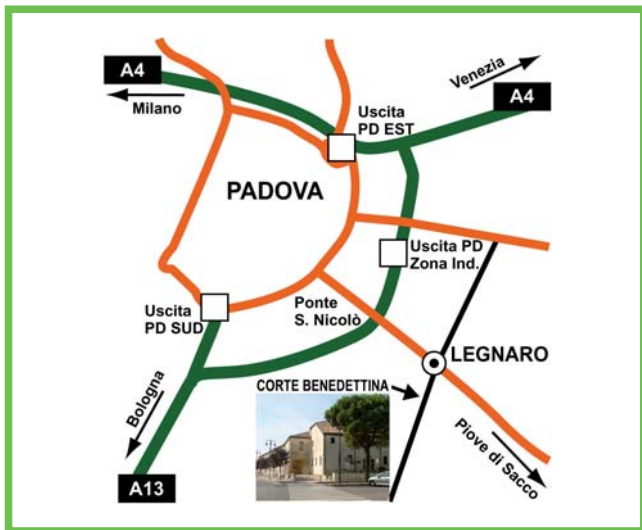 A4
Milano
Venezia
A4
Uscita
PD EST
PADOVA
Uscita PD
Zona Ind.
Uscita
PD SUD
Ponte
S. Nicolò
LEGNARO
CORTE BENEDETTINA
Bologna
Piove di Sacco
A13